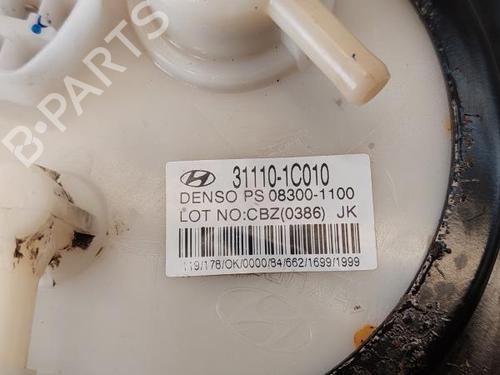 B-PARTS
31110-1C010
DENSO PS 08300-1100
LOT NO:CBZ(0386) JK
119/178/OK/0000/84/662/1699/1999